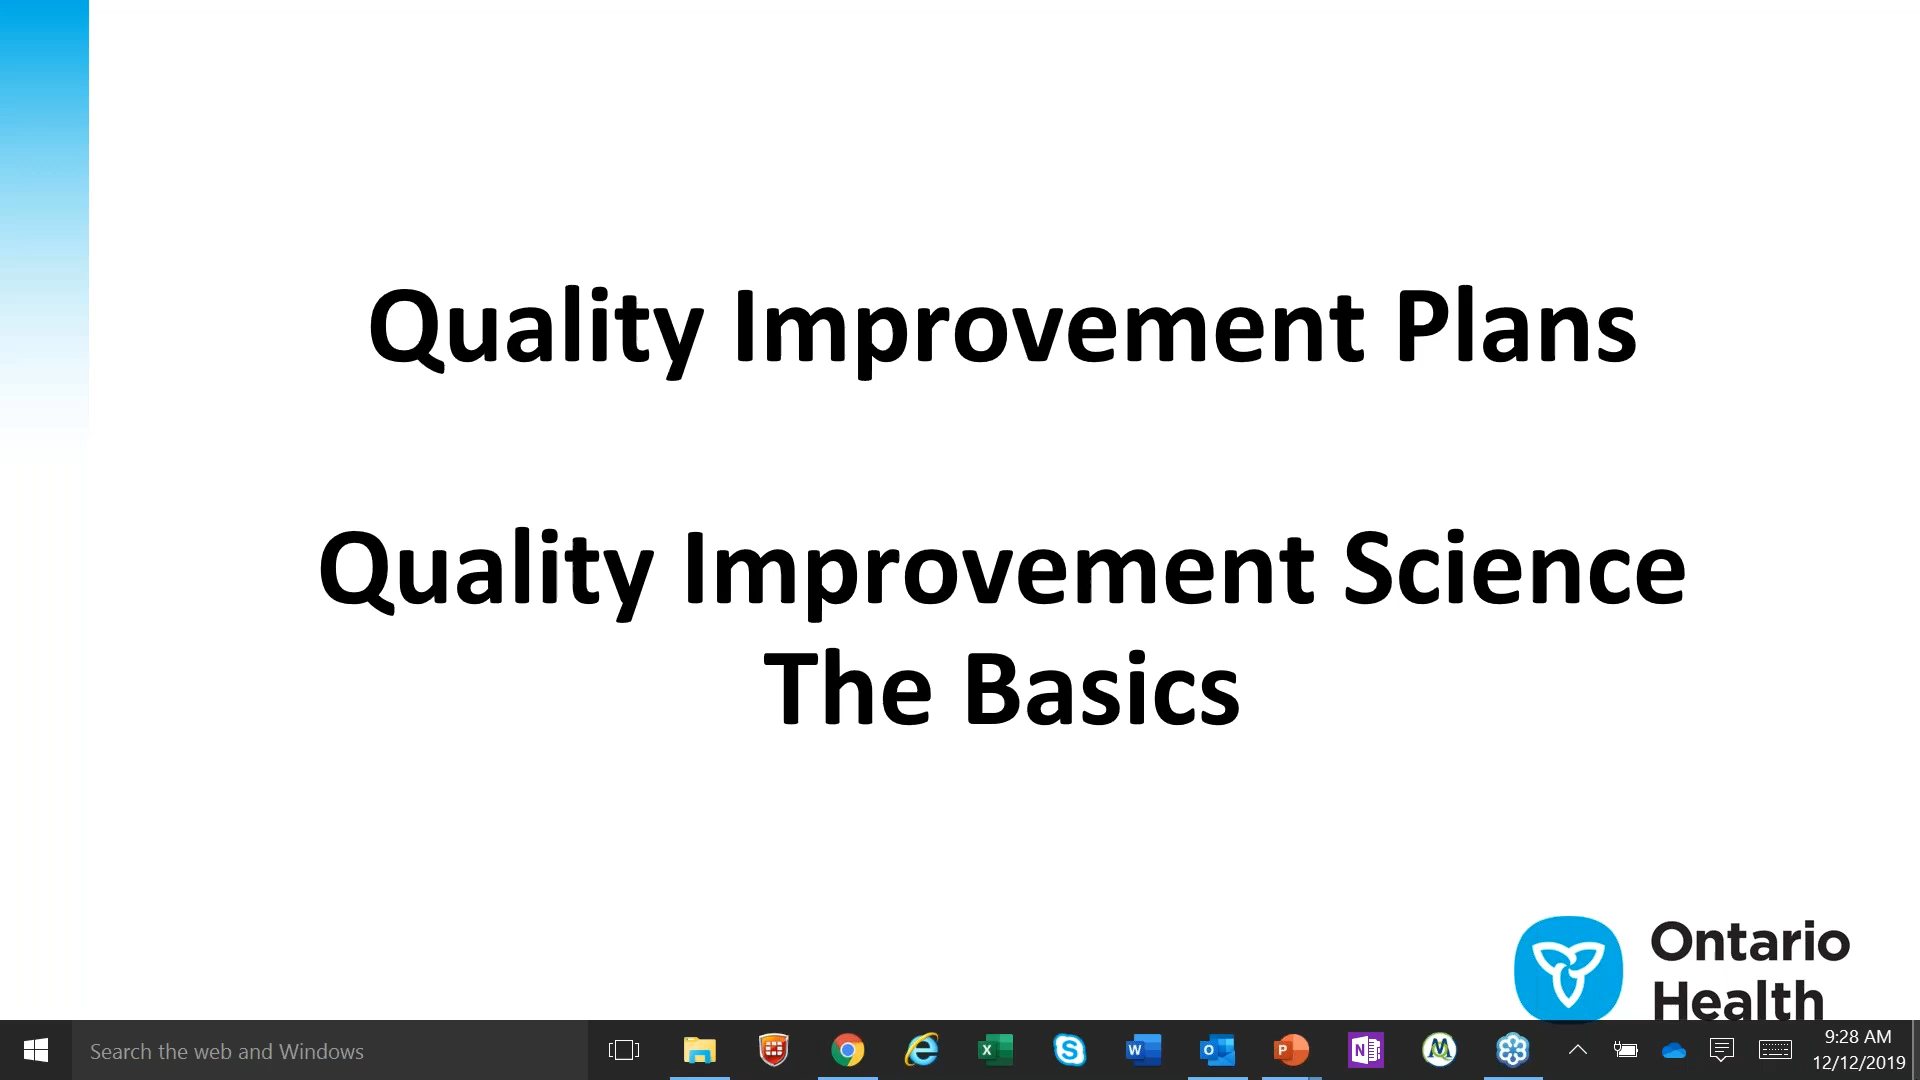 Quality Improvement Plans
Quality Improvement Science
The Basics
Ontario
Health
Search the web and Windows
9:28 AM
12/12/2019